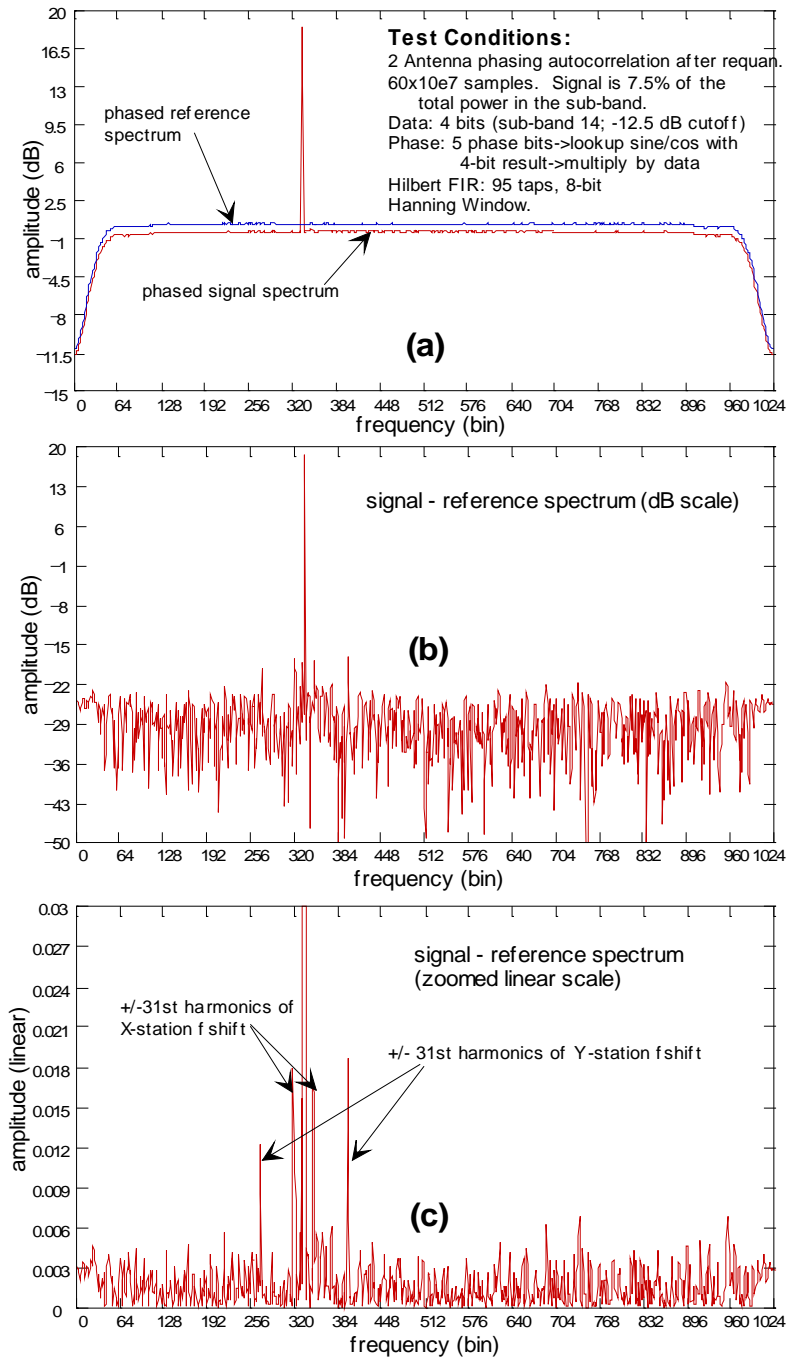 20
16.5
13
9.5
6
2.5
−1
−4.5
−8
−11.5
−15
amplitude (dB)
Test Conditions:
2 Antenna phasing autocorrelation after requan.
60x10e7 samples. Signal is 7.5% of the
total power in the sub-band.
Data: 4 bits (sub-band 14; -12.5 dB cutoff)
Phase: 5 phase bits->lookup sine/cos with
4-bit result->multiply by data
Hilbert FIR: 95 taps, 8-bit
Hanning Window.
phased reference
spectrum
phased signal spectrum
(a)
0 64 128 192 256 320 384 448 512 576 640 704 768 832 896 960 1024
frequency (bin)
20
13
6
−1
−8
−15
−22
−29
−36
−43
−50
amplitude (dB)
signal - reference spectrum (dB scale)
(b)
0 64 128 192 256 320 384 448 512 576 640 704 768 832 896 960 1024
frequency (bin)
0.03
0.027
0.024
0.021
0.018
0.015
0.012
0.009
0.006
0.003
0
amplitude (linear)
signal - reference spectrum
(zoomed linear scale)
+/-31st harmonics of
X-station f shift
+/- 31st harmonics of Y-station f shift
(c)
0 64 128 192 256 320 384 448 512 576 640 704 768 832 896 960 1024
frequency (bin)